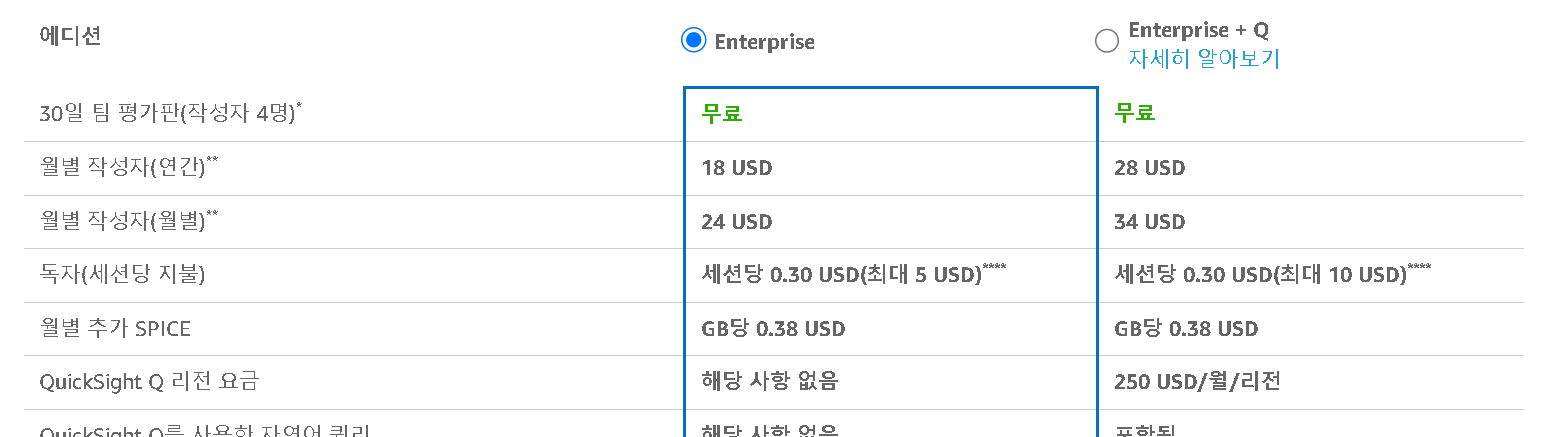 에디션 Enterprise Enterprise + Q
자세히 알아보기
30일 팀 평가판(작성자 4명)* 무료 무료
월별 작성자(연간)** 18 USD 28 USD
월별 작성자(월별)** 24 USD 34 USD
독자(세션당 지불) 세션당 0.30 USD(최대 5 USD)**** 세션당 0.30 USD(최대 10 USD)****
월별 추가 SPICE GB당 0.38 USD GB당 0.38 USD
QuickSight Q 리전 요금 해당 사항 없음 250 USD/월/리전
QuickSight Q를 사용한 자연어 쿼리 해당 사항 없음 포함됨